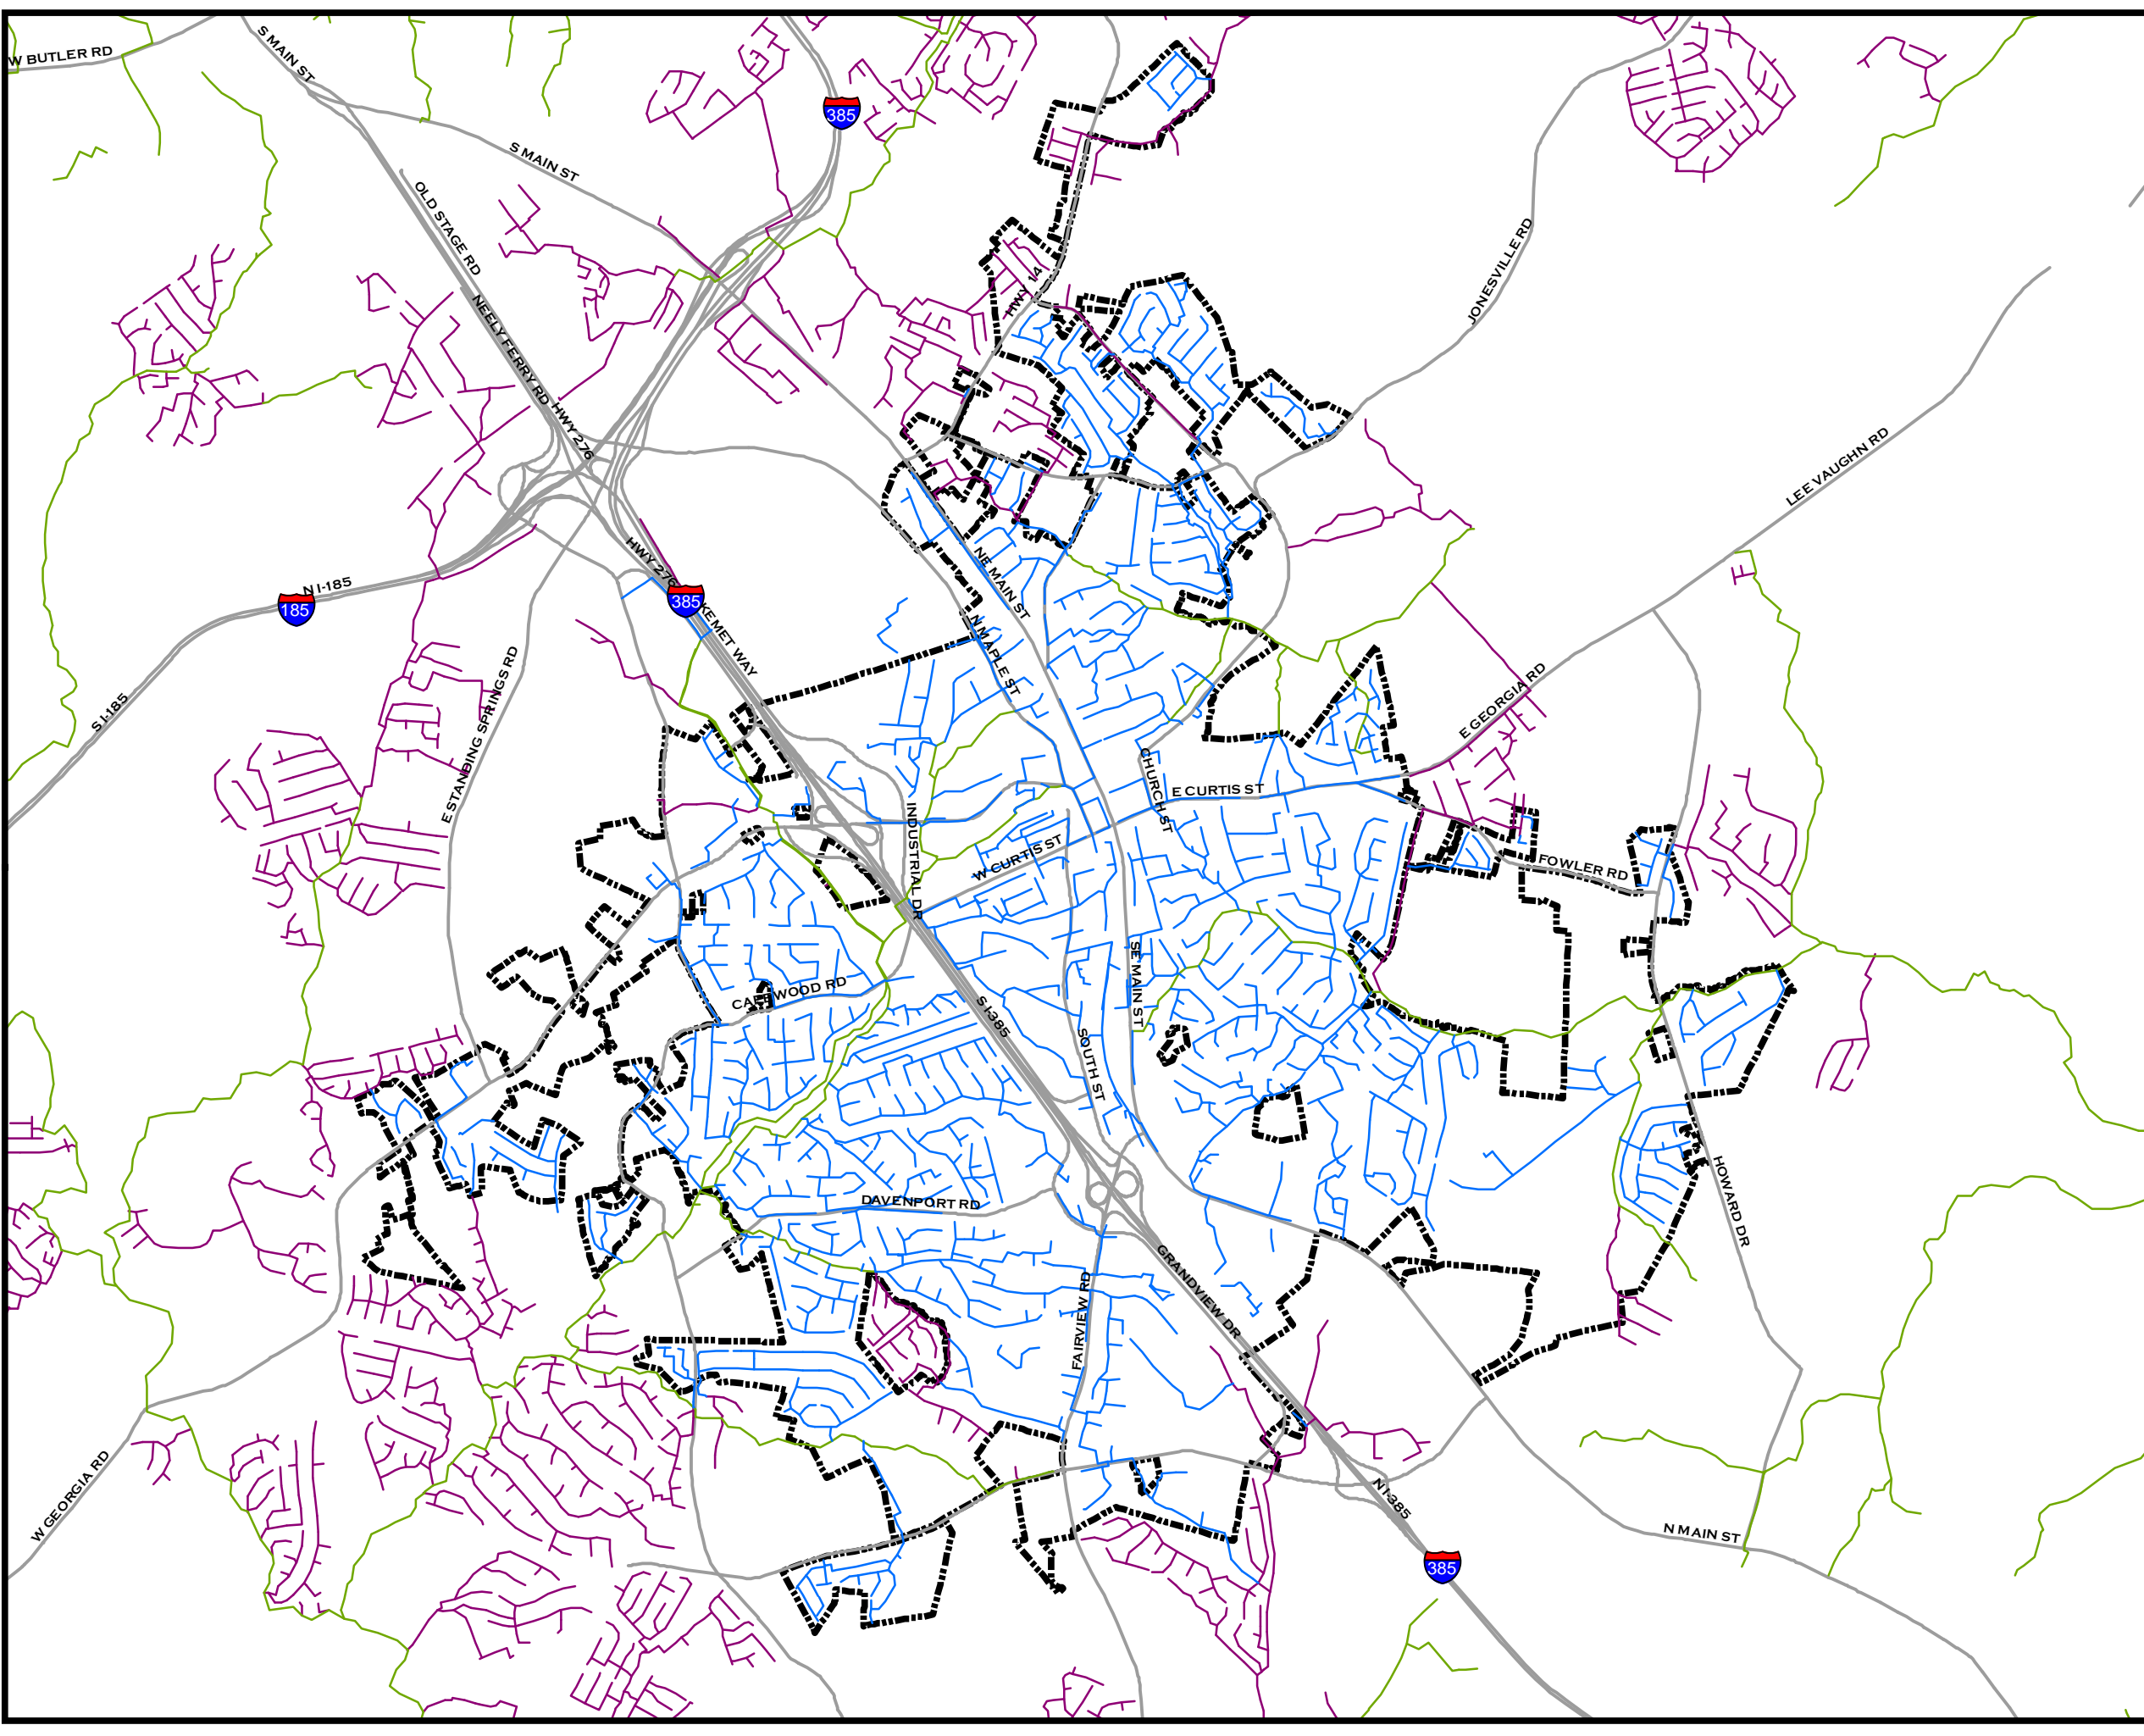 W BUTLER RD
S MAIN ST
385
S MAIN ST
OLD STAGE RD
JONESVILLE RD
HWY 14
NEELY FERRY RD
HWY 276
LEE VAUGHN RD
HWY 276
NE MAIN ST
N I-185
185
385
KEMET WAY
N MAPLE ST
E STANDING SPRINGS RD
S I-185
E GEORGIA RD
CHURCH ST
E CURTIS ST
INDUSTRIAL DR
W CURTIS ST
FOWLER RD
SE MAIN ST
S I-385
SOUTH ST
DAVENPORT RD
HOWARD DR
GRANDVIEW DR
FAIRVIEW RD
W GEORGIA RD
N I-385
N MAIN ST
385